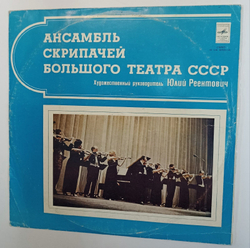 АНСАМБЛЬ
СКРИПАЧЕЙ
БОЛЬШОГО ТЕАТРА СССР
Художественный руководитель Юлий Реентович